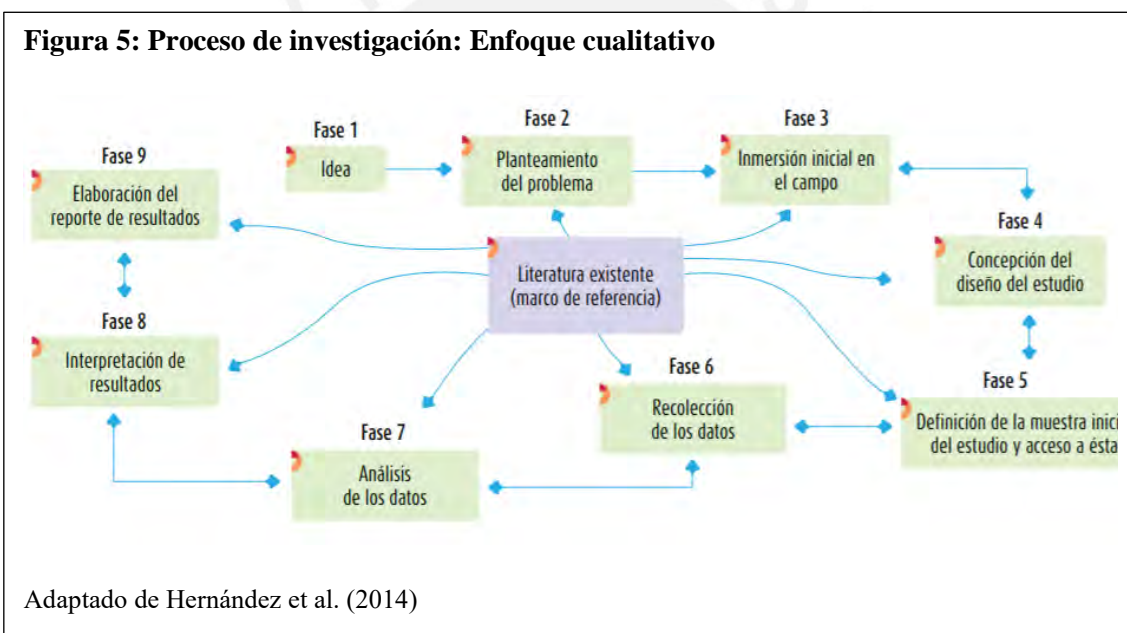 Figura 5: Proceso de investigación: Enfoque cualitativo
Fase 1
Idea
Fase 2
Planteamiento
del problema
Fase 3
Inmersión inicial en
el campo
Fase 4
Concepción del
diseño del estudio
Fase 5
Definición de la muestra inici
del estudio y acceso a ésta
Fase 6
Recolección
de los datos
Fase 7
Análisis
de los datos
Fase 8
Interpretación de
resultados
Fase 9
Elaboración del
reporte de resultados
Literatura existente
(marco de referencia)
Adaptado de Hernández et al. (2014)